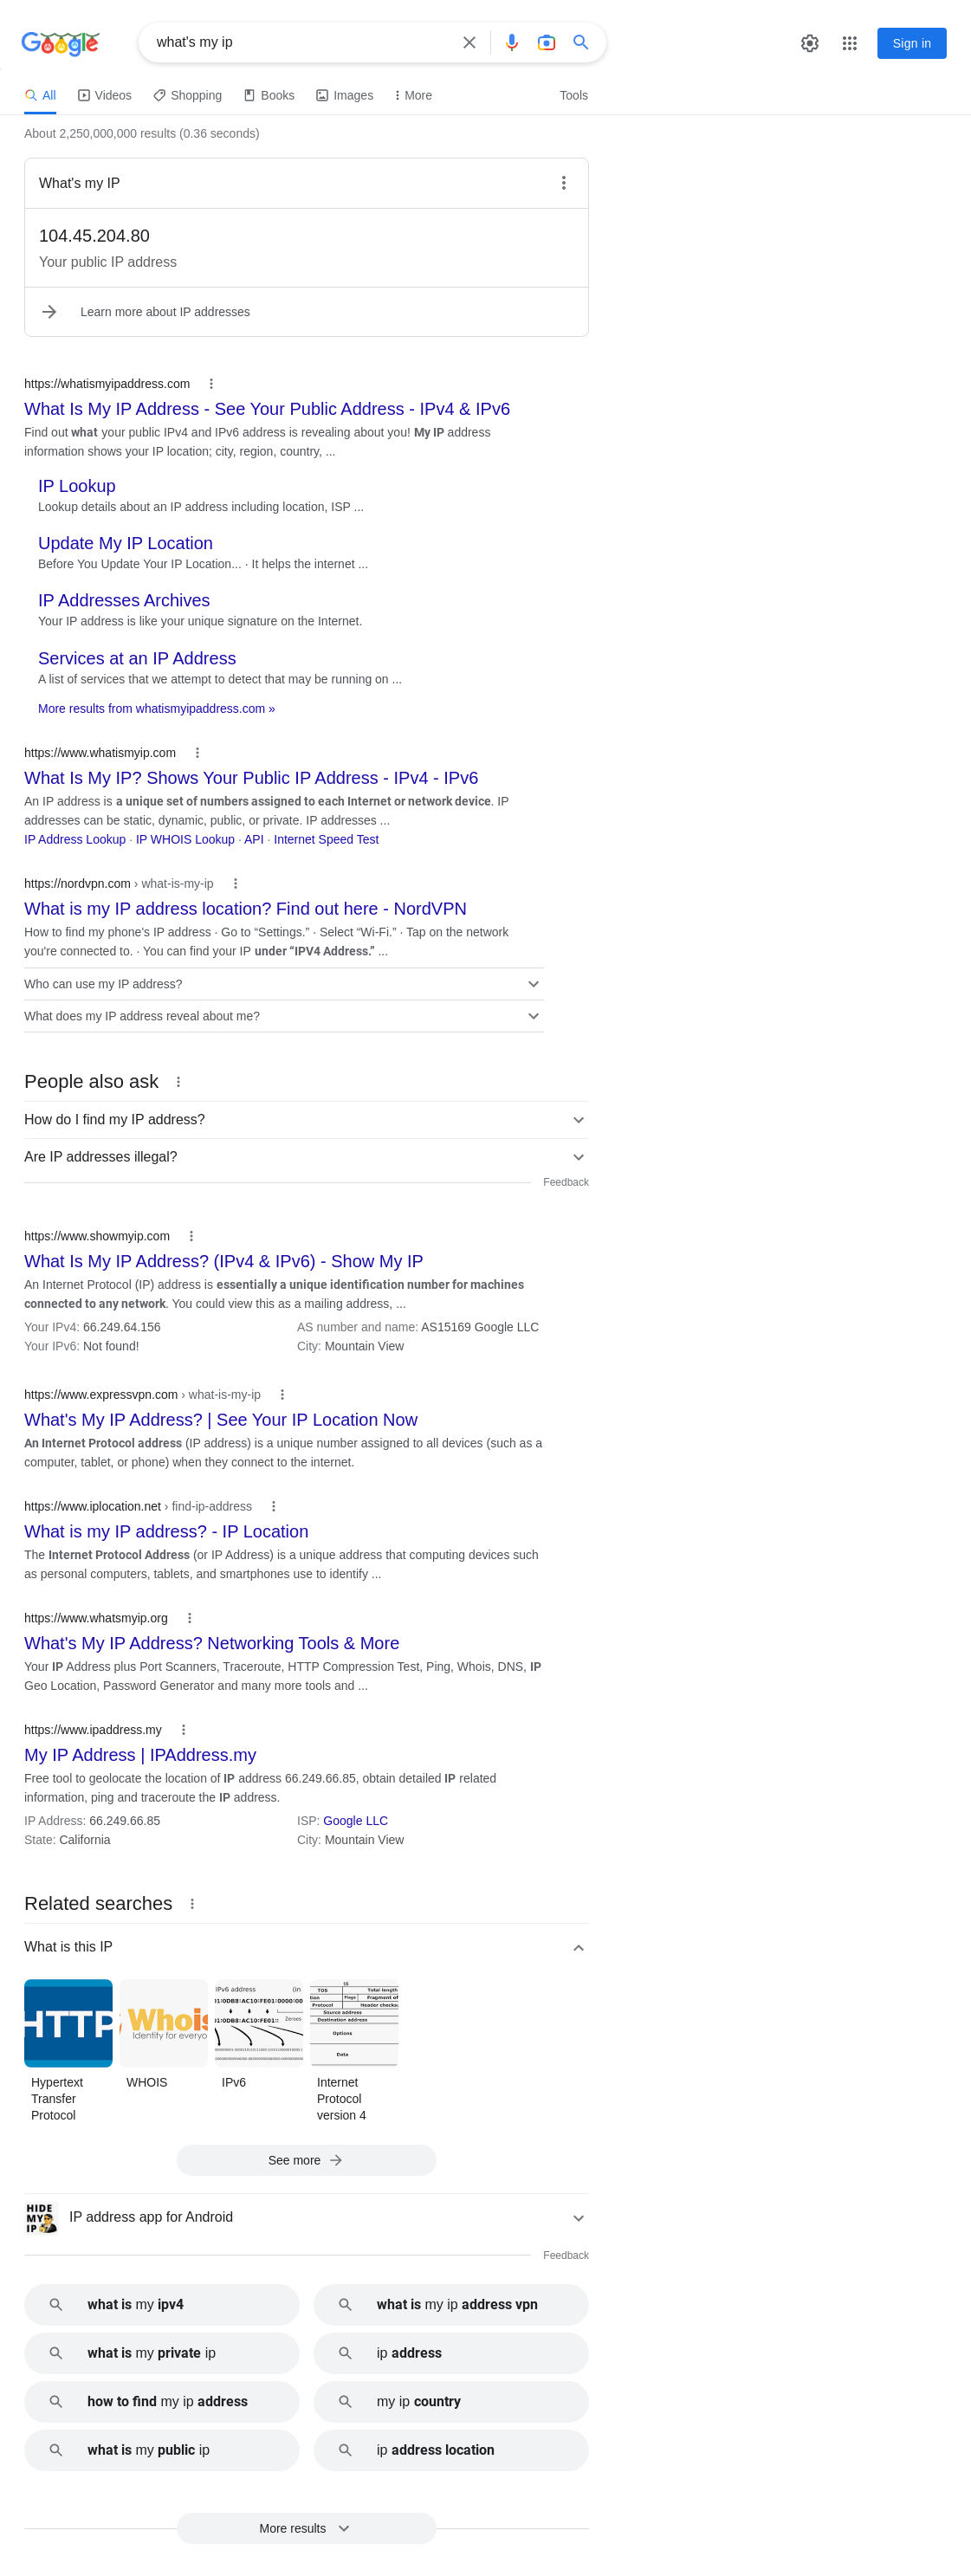 Google
what's my ip
Sign in
All Videos Shopping Books Images More Tools
About 2,250,000,000 results (0.36 seconds)
What's my IP
104.45.204.80
Your public IP address
Learn more about IP addresses
https://whatismyipaddress.com
What Is My IP Address - See Your Public Address - IPv4 & IPv6
Find out what your public IPv4 and IPv6 address is revealing about you! My IP address
information shows your IP location; city, region, country, ...
IP Lookup
Lookup details about an IP address including location, ISP ...
Update My IP Location
Before You Update Your IP Location... · It helps the internet ...
IP Addresses Archives
Your IP address is like your unique signature on the Internet.
Services at an IP Address
A list of services that we attempt to detect that may be running on ...
More results from whatismyipaddress.com »
https://www.whatismyip.com
What Is My IP? Shows Your Public IP Address - IPv4 - IPv6
An IP address is a unique set of numbers assigned to each Internet or network device. IP
addresses can be static, dynamic, public, or private. IP addresses ...
IP Address Lookup · IP WHOIS Lookup · API · Internet Speed Test
https://nordvpn.com › what-is-my-ip
What is my IP address location? Find out here - NordVPN
How to find my phone's IP address · Go to “Settings.” · Select “Wi-Fi.” · Tap on the network
you're connected to. · You can find your IP under “IPV4 Address.” ...
Who can use my IP address?
What does my IP address reveal about me?
People also ask
How do I find my IP address?
Are IP addresses illegal?
Feedback
https://www.showmyip.com
What Is My IP Address? (IPv4 & IPv6) - Show My IP
An Internet Protocol (IP) address is essentially a unique identification number for machines
connected to any network. You could view this as a mailing address, ...
Your IPv4: 66.249.64.156 AS number and name: AS15169 Google LLC
Your IPv6: Not found! City: Mountain View
https://www.expressvpn.com › what-is-my-ip
What's My IP Address? | See Your IP Location Now
An Internet Protocol address (IP address) is a unique number assigned to all devices (such as a
computer, tablet, or phone) when they connect to the internet.
https://www.iplocation.net › find-ip-address
What is my IP address? - IP Location
The Internet Protocol Address (or IP Address) is a unique address that computing devices such
as personal computers, tablets, and smartphones use to identify ...
https://www.whatsmyip.org
What's My IP Address? Networking Tools & More
Your IP Address plus Port Scanners, Traceroute, HTTP Compression Test, Ping, Whois, DNS, IP
Geo Location, Password Generator and many more tools and ...
https://www.ipaddress.my
My IP Address | IPAddress.my
Free tool to geolocate the location of IP address 66.249.66.85, obtain detailed IP related
information, ping and traceroute the IP address.
IP Address: 66.249.66.85 ISP: Google LLC
State: California City: Mountain View
Related searches
What is this IP
HTTP
Whois
Identity for everyo
IPv6 address (in
Zeroes
TOS Total length
Flags Fragment of
Protocol Header checks
Source address
Destination address
Options
Data
Hypertext
Transfer
Protocol
WHOIS
IPv6
Internet
Protocol
version 4
See more
HIDE
MY
IP
IP address app for Android
Feedback
what is my ipv4
what is my ip address vpn
what is my private ip
ip address
how to find my ip address
my ip country
what is my public ip
ip address location
More results